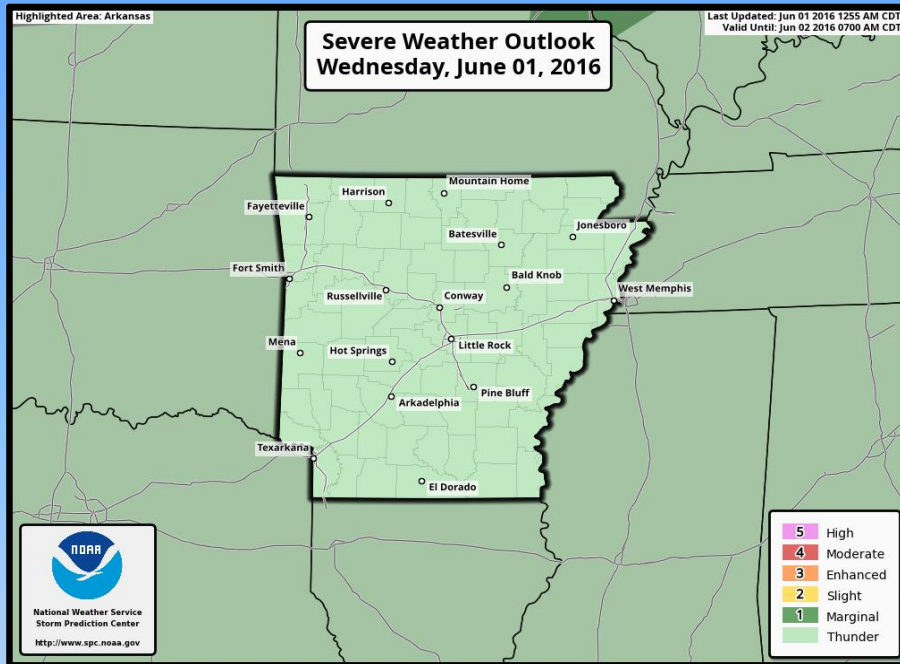 Highlighted Area: Arkansas
Last Updated: Jun 01 2016 1255 AM CDT
Valid Until: Jun 02 2016 0700 AM CDT
Severe Weather Outlook
Wednesday, June 01, 2016
Mountain Home
Harrison
Fayetteville
Jonesboro
Batesville
Fort Smith
Bald Knob
West Memphis
Russellville
Conway
Mena
Little Rock
Hot Springs
Pine Bluff
Arkadelphia
Texarkana
El Dorado
NOAA
National Weather Service
Storm Prediction Center
http://www.spc.noaa.gov
5 High
4 Moderate
3 Enhanced
2 Slight
1 Marginal
Thunder